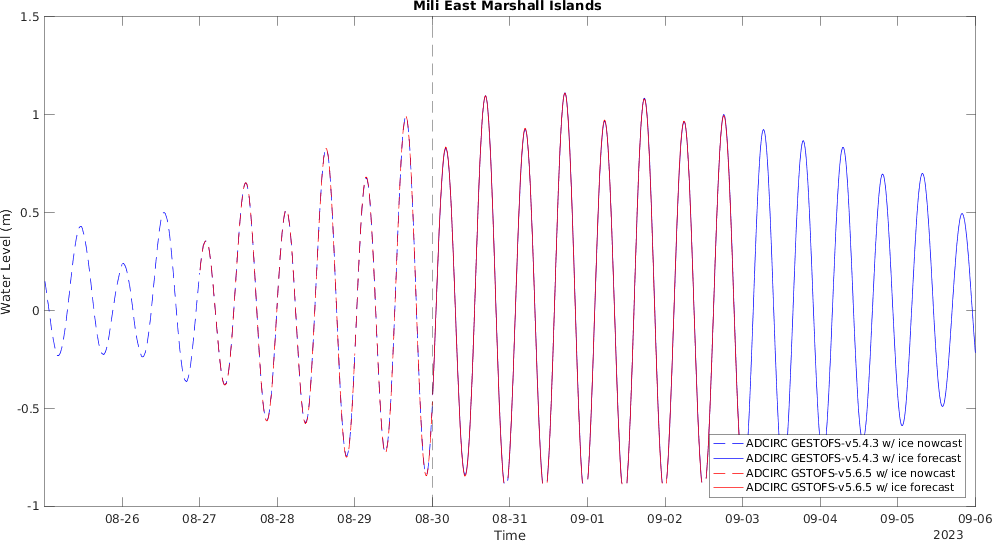 Mili East Marshall Islands
1.5
1
0.5
0
-0.5
-1
Water Level (m)
ADCIRC GESTOFS-v5.4.3 w/ ice nowcast
ADCIRC GESTOFS-v5.4.3 w/ ice forecast
ADCIRC GSTOFS-v5.6.5 w/ ice nowcast
ADCIRC GSTOFS-v5.6.5 w/ ice forecast
08-26 08-27 08-28 08-29 08-30 08-31 09-01 09-02 09-03 09-04 09-05 09-06
Time
2023